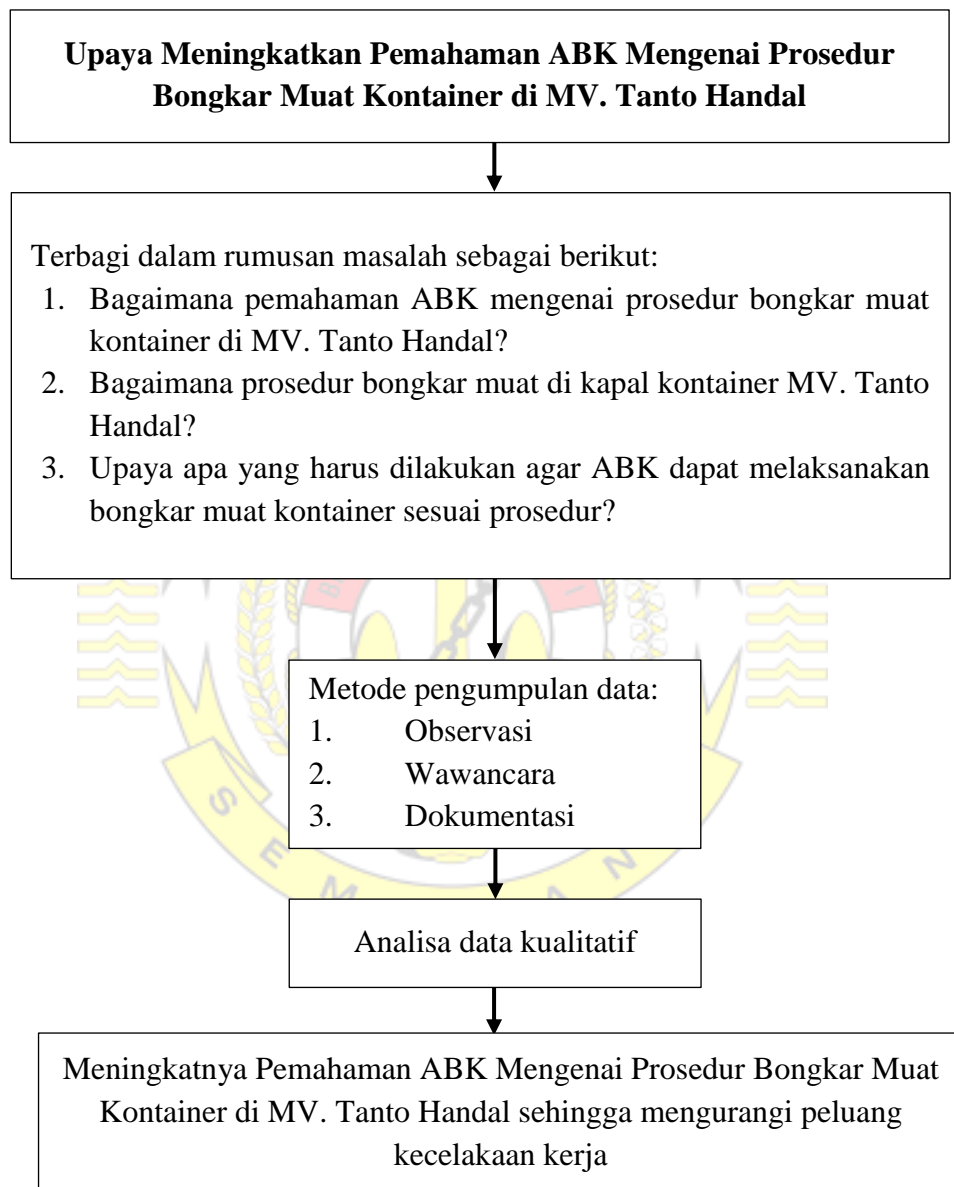 Upaya Meningkatkan Pemahaman ABK Mengenai Prosedur
Bongkar Muat Kontainer di MV. Tanto Handal
Terbagi dalam rumusan masalah sebagai berikut:
1. Bagaimana pemahaman ABK mengenai prosedur bongkar muat
kontainer di MV. Tanto Handal?
2. Bagaimana prosedur bongkar muat di kapal kontainer MV. Tanto
Handal?
3. Upaya apa yang harus dilakukan agar ABK dapat melaksanakan
bongkar muat kontainer sesuai prosedur?
Metode pengumpulan data:
1. Observasi
2. Wawancara
3. Dokumentasi
Analisa data kualitatif
Meningkatnya Pemahaman ABK Mengenai Prosedur Bongkar Muat
Kontainer di MV. Tanto Handal sehingga mengurangi peluang
kecelakaan kerja